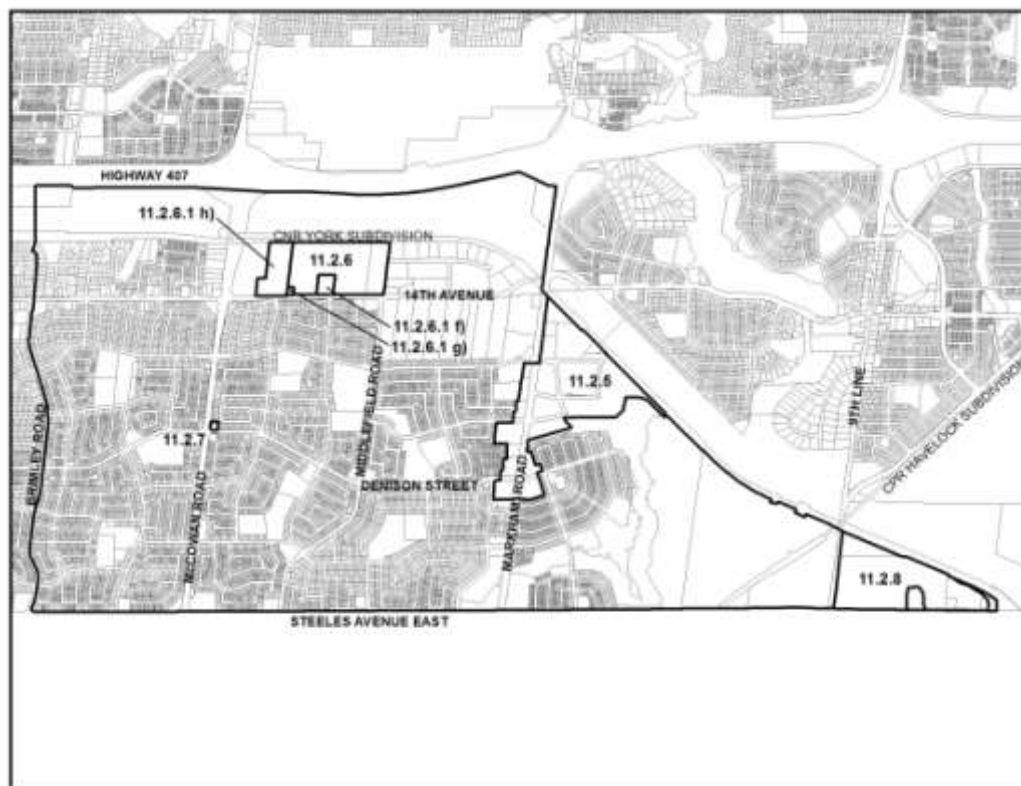 HIGHWAY 407
11.2.6.1 h)
CNR YORK SUBDIVISION
11.2.6
14TH AVENUE
11.2.6.1 f)
11.2.6.1 g)
11.2.5
9TH LINE
CPR HAVELOCK SUBDIVISION
BRIMLEY ROAD
11.2.7
McCOWAN ROAD
MIDDLEFIELD ROAD
DENISON STREET
MARKHAM ROAD
11.2.8
STEELES AVENUE EAST